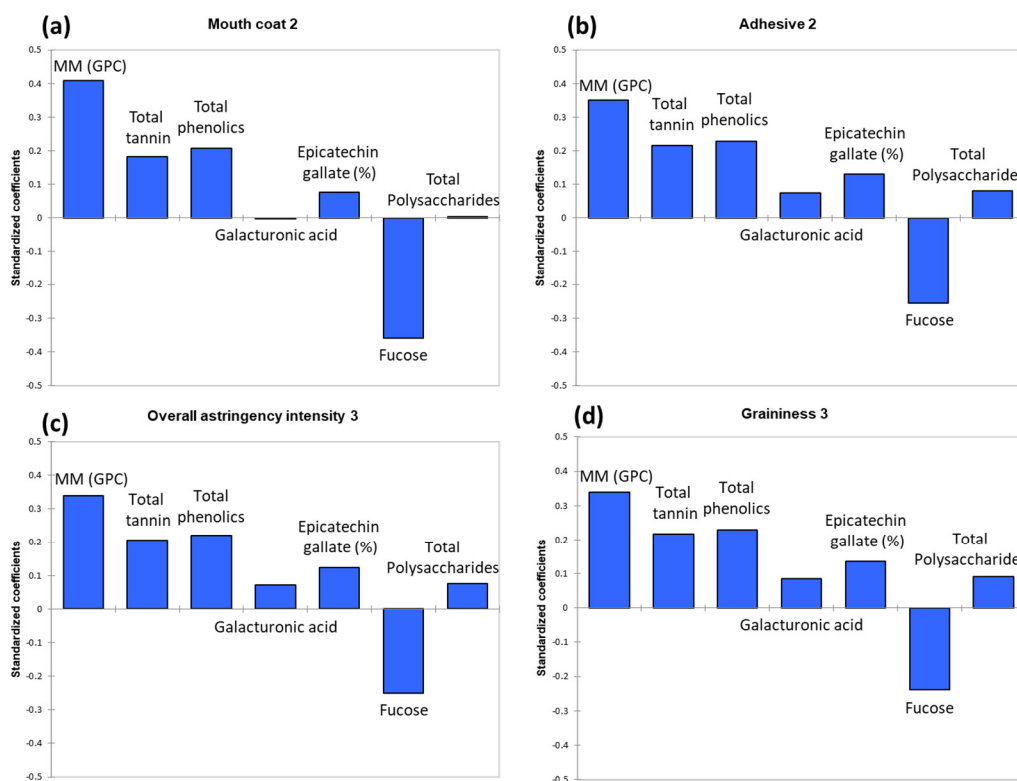 (a)
Mouth coat 2
Standardized coefficients
0.5
0.4
0.3
0.2
0.1
0
-0.1
-0.2
-0.3
-0.4
-0.5
MM (GPC)
Total
tannin
Total
phenolics
Galacturonic acid
Epicatechin
gallate (%)
Fucose
Total
Polysaccharides
(b)
Adhesive 2
Standardized coefficients
0.5
0.4
0.3
0.2
0.1
0
-0.1
-0.2
-0.3
-0.4
-0.5
MM (GPC)
Total
tannin
Total
phenolics
Galacturonic acid
Epicatechin
gallate (%)
Fucose
Total
Polysaccharides
(c)
Overall astringency intensity 3
Standardized coefficients
0.5
0.4
0.3
0.2
0.1
0
-0.1
-0.2
-0.3
-0.4
-0.5
MM (GPC)
Total
tannin
Total
phenolics
Galacturonic acid
Epicatechin
gallate (%)
Fucose
Total
Polysaccharides
(d)
Graininess 3
Standardized coefficients
0.5
0.4
0.3
0.2
0.1
0
-0.1
-0.2
-0.3
-0.4
-0.5
MM (GPC)
Total
tannin
Total
phenolics
Galacturonic acid
Epicatechin
gallate (%)
Fucose
Total
Polysaccharides